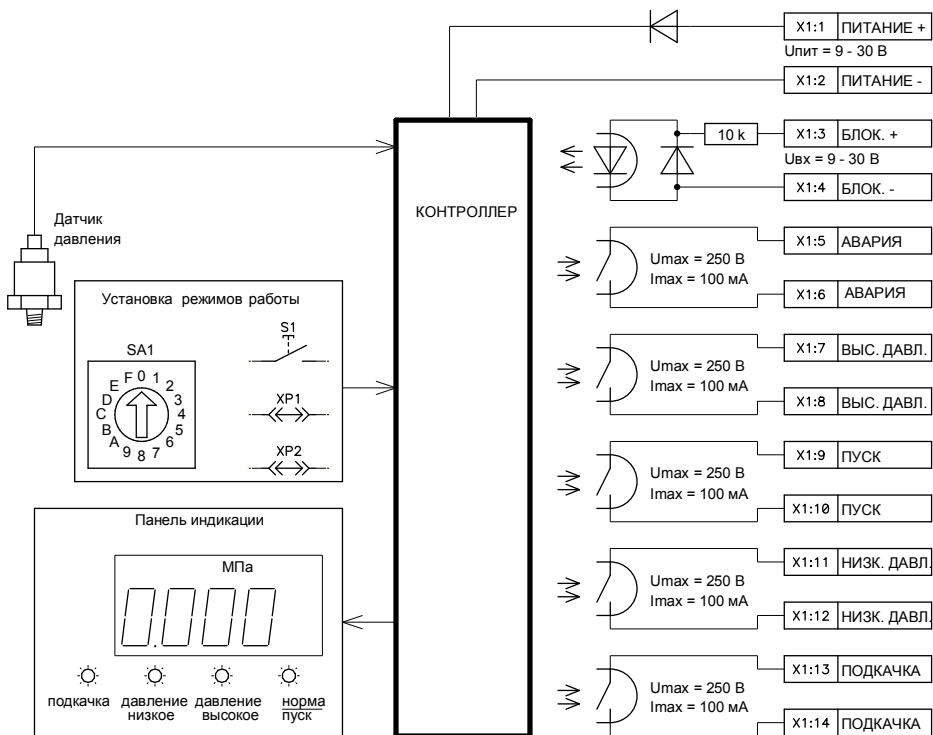 X1:1 ПИТАНИЕ +
Uпит = 9 - 30 В
X1:2 ПИТАНИЕ -
10 k
X1:3 БЛОК. +
Uвх = 9 - 30 В
X1:4 БЛОК. -
КОНТРОЛЛЕР
Датчик
давления
X1:5 АВАРИЯ
Umax = 250 В
Imax = 100 мА
X1:6 АВАРИЯ
Установка режимов работы
S1
SA1
F 0 1 2 3 4 5 6 7 8 9 A B C D E
XP1
XP2
X1:7 ВЫС. ДАВЛ.
Umax = 250 В
Imax = 100 мА
X1:8 ВЫС. ДАВЛ.
X1:9 ПУСК
Umax = 250 В
Imax = 100 мА
X1:10 ПУСК
Панель индикации
МПа
0.000
подкачка
давление
низкое
давление
высокое
норма
пуск
X1:11 НИЗК. ДАВЛ.
Umax = 250 В
Imax = 100 мА
X1:12 НИЗК. ДАВЛ.
X1:13 ПОДКАЧКА
Umax = 250 В
Imax = 100 мА
X1:14 ПОДКАЧКА